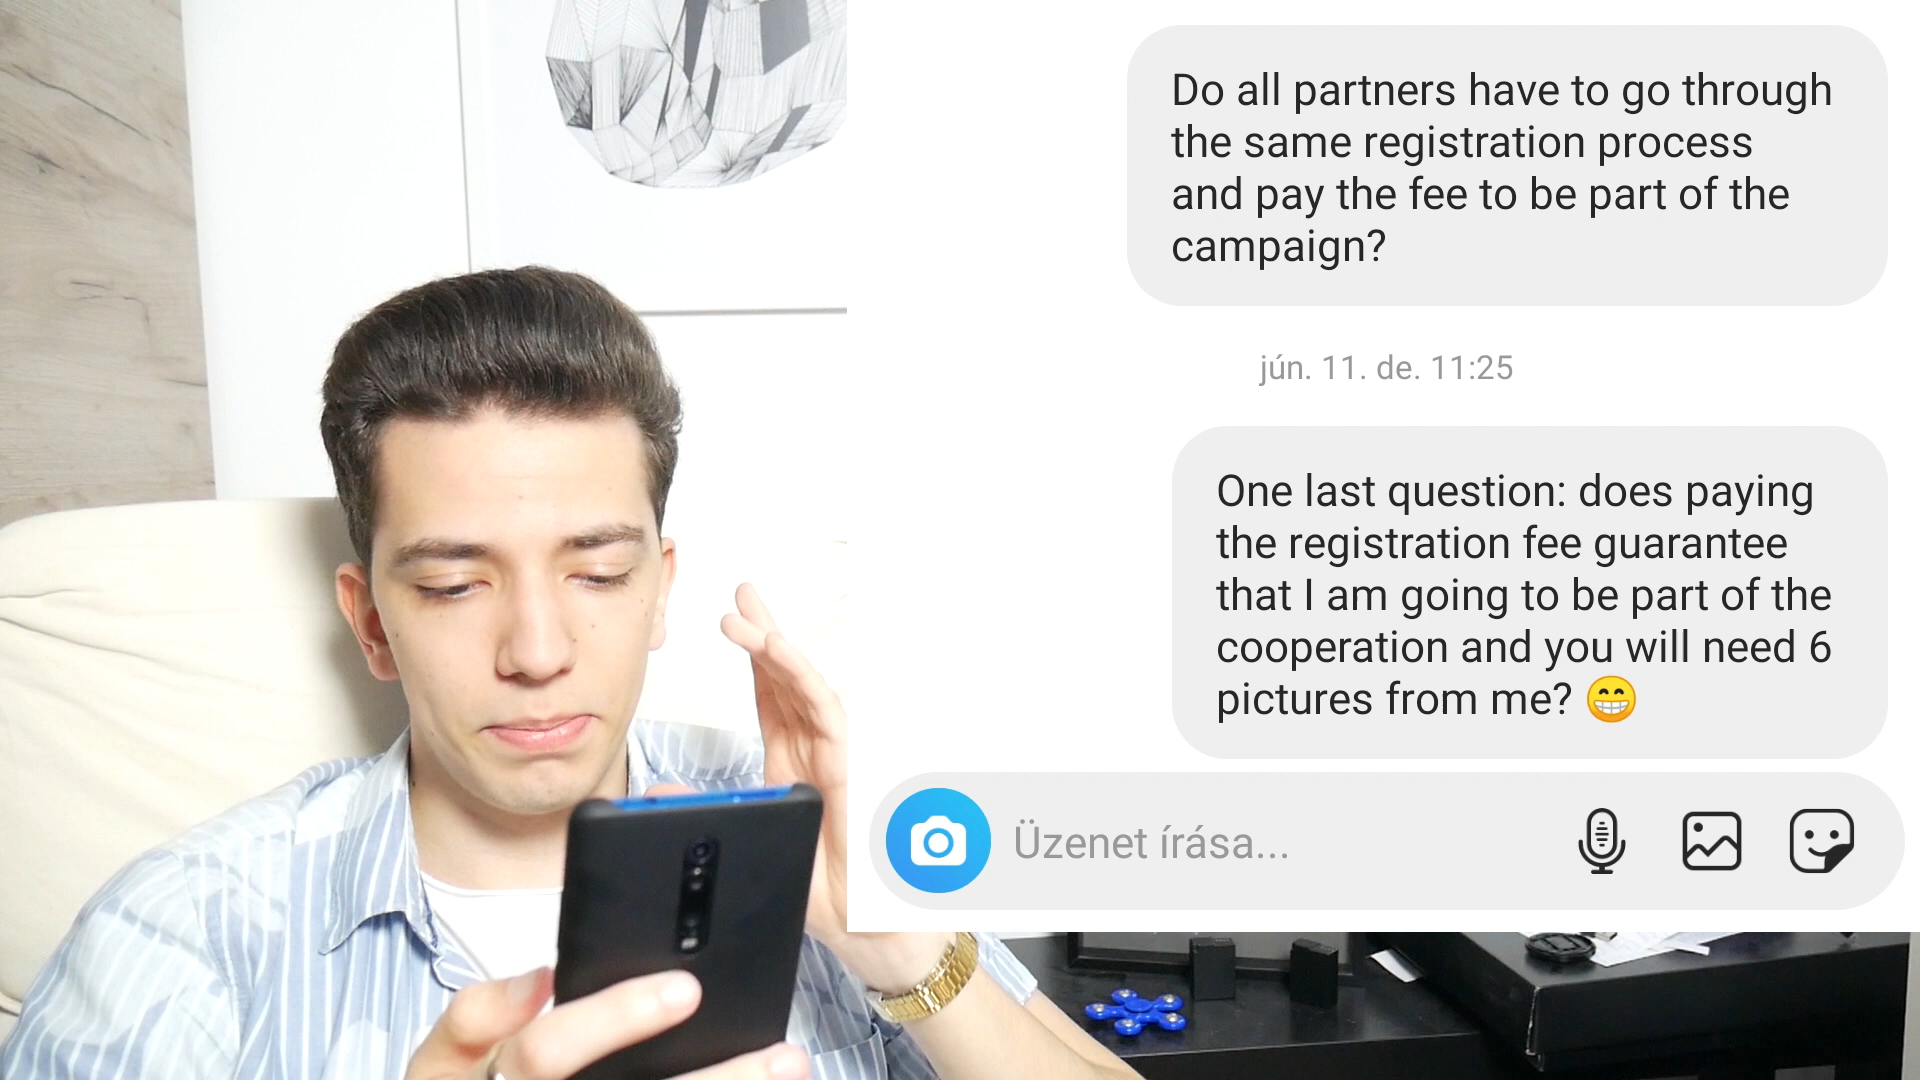 Do all partners have to go through
the same registration process
and pay the fee to be part of the
campaign?
jún. 11. de. 11:25
One last question: does paying
the registration fee guarantee
that I am going to be part of the
cooperation and you will need 6
pictures from me? 😁
Üzenet írása...